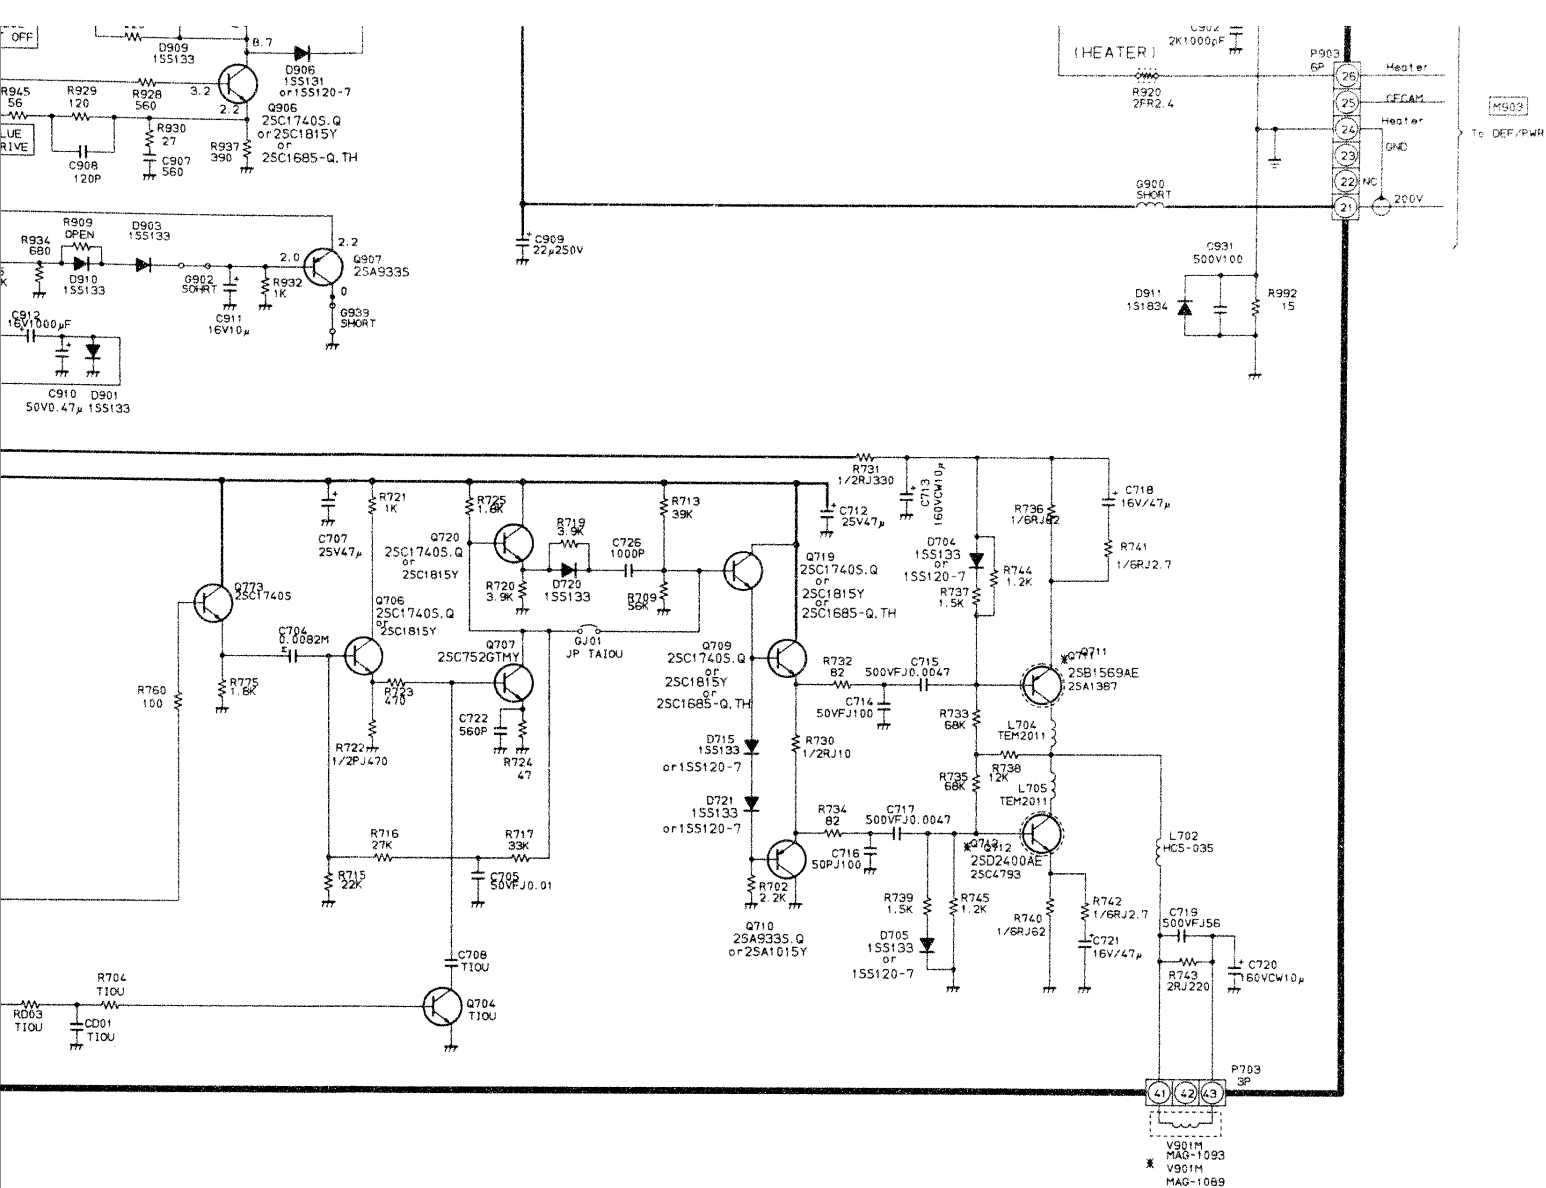 OFF
D909
1SS133
8.7
D906
1SS131
or1SS120-7
R945
56
R929
120
R928
560
3.2
2.2
Q906
2SC1740S.Q
or2SC1815Y
or
2SC1685-Q.TH
LUE
RIVE
R930
27
C907
560
R937
390
C908
120P
R909
OPEN
D903
1SS133
R934
680
K
D910
1SS133
G902
SOHRT
2.0
2.2
Q907
2SA933S
R932
1K
0
C911
16V10µ
G939
SHORT
C912
16V1000µF
C910
50V0.47µ
D901
1SS133
C909
22µ250V
C902
2K1000pF
(HEATER)
R920
2FR2.4
P903
6P
26
Heater
25
24
Heater
23
GND
22
NC
21
200V
M903
To DEF/PWR
G900
SHORT
C931
500V100
D911
1S1834
R992
15
R731
1/2RJ330
C713
160VCW10µ
R721
1K
C707
25V47µ
R725
1.8K
Q720
2SC1740S.Q
or
2SC1815Y
R719
3.9K
C726
1000P
R713
39K
C712
25V47µ
R720
3.9K
D720
1SS133
R709
56K
Q719
2SC1740S.Q
or
2SC1815Y
or
2SC1685-Q.TH
D704
1SS133
or
1SS120-7
R744
1.2K
R737
1.5K
R736
1/6RJ62
C718
16V/47µ
R741
1/6RJ2.7
Q773
2SC1740S
Q706
2SC1740S.Q
or
2SC1815Y
C704
0.0082M
Q707
2SC752GTMY
GJ01
JP TAIOU
Q709
2SC1740S.Q
or
2SC1815Y
or
2SC1685-Q.TH
R732
82
C715
500VFJ0.0047
*Q711
Q711
2SB1569AE
2SA1387
R760
100
R775
1.8K
R723
470
C722
560P
R724
47
R722
1/2PJ470
C714
50VFJ100
R733
68K
L704
TEM2011
D715
1SS133
or1SS120-7
R730
1/2RJ10
R738
12K
R735
68K
L705
TEM2011
D721
1SS133
or1SS120-7
R734
82
C717
500VFJ0.0047
R716
27K
R717
33K
R715
22K
C705
50VFJ0.01
C716
50PJ100
*Q712
Q712
2SD2400AE
2SC4793
L702
HCS-035
R702
2.2K
Q710
2SA933S.Q
or2SA1015Y
R739
1.5K
R745
1.2K
R740
1/6RJ62
R742
1/6RJ2.7
C721
16V/47µ
D705
1SS133
or
1SS120-7
C719
500VFJ56
R743
2RJ220
C720
160VCW10µ
C708
TIOU
R704
TIOU
RD03
TIOU
CD01
TIOU
Q704
TIOU
P703
3P
41
42
43
V901M
MAG-1093
* V901M
MAG-1089